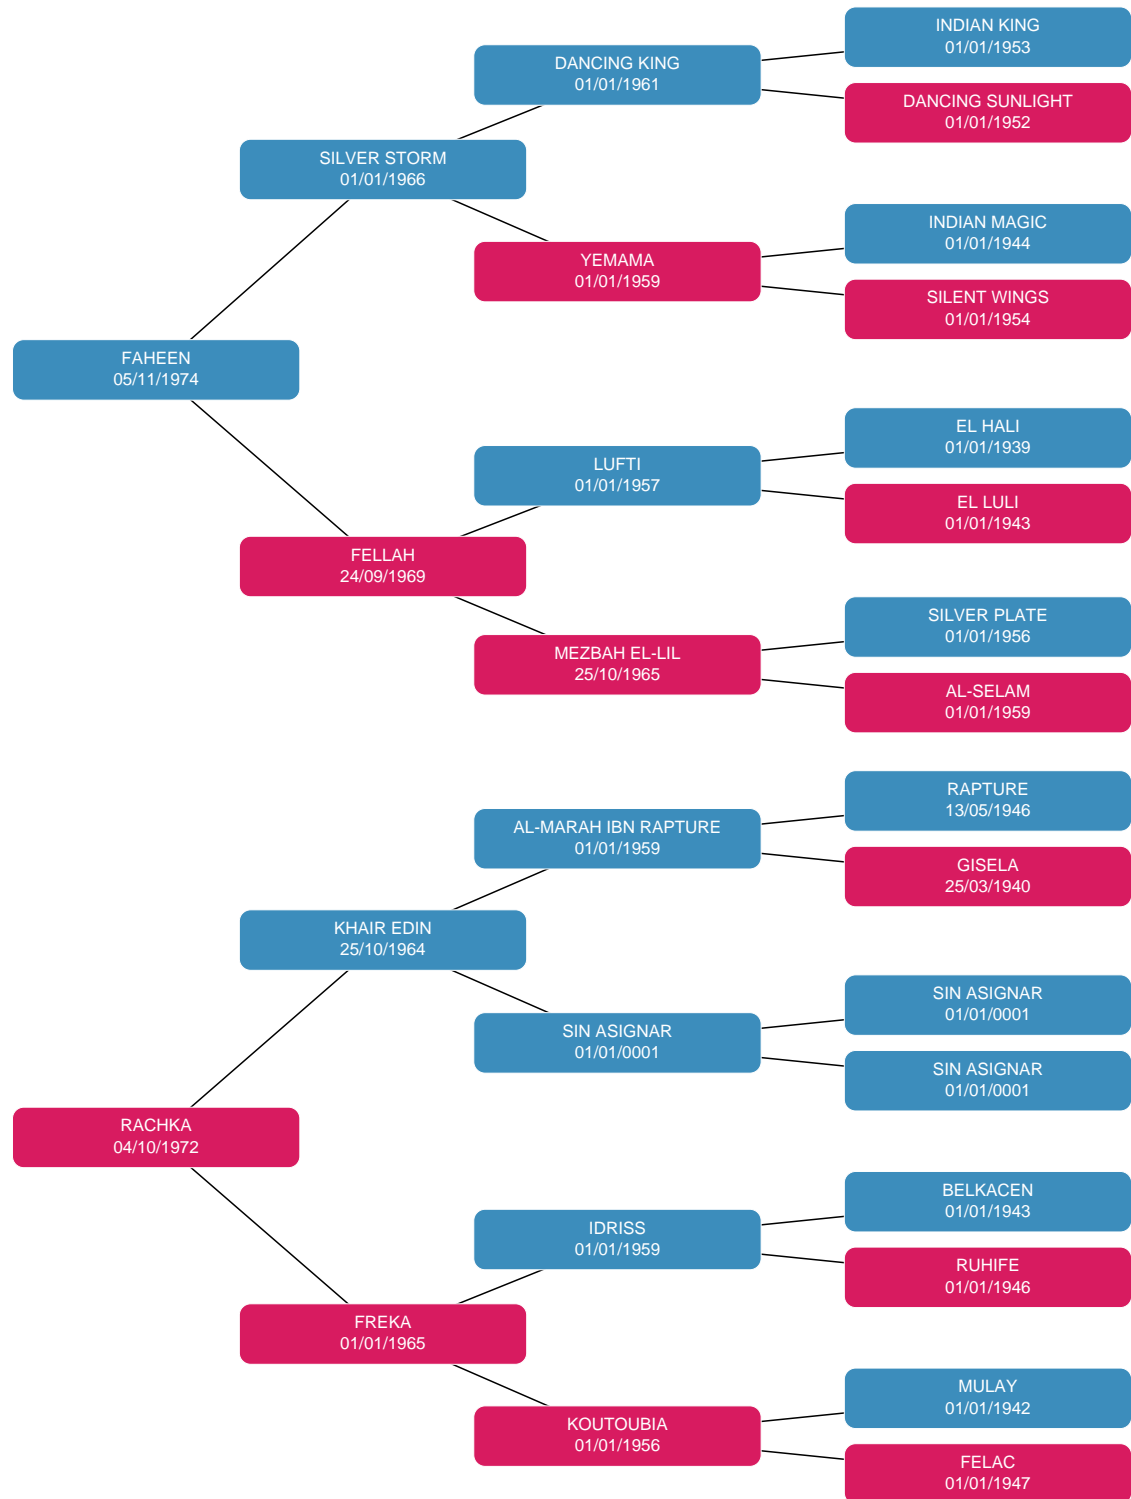 INDIAN KING
01/01/1953
DANCING KING
01/01/1961
DANCING SUNLIGHT
01/01/1952
SILVER STORM
01/01/1966
INDIAN MAGIC
01/01/1944
YEMAMA
01/01/1959
SILENT WINGS
01/01/1954
FAHEEN
05/11/1974
EL HALI
01/01/1939
LUFTI
01/01/1957
EL LULI
01/01/1943
FELLAH
24/09/1969
SILVER PLATE
01/01/1956
MEZBAH EL-LIL
25/10/1965
AL-SELAM
01/01/1959
RAPTURE
13/05/1946
AL-MARAH IBN RAPTURE
01/01/1959
GISELA
25/03/1940
KHAIR EDIN
25/10/1964
SIN ASIGNAR
01/01/0001
SIN ASIGNAR
01/01/0001
SIN ASIGNAR
01/01/0001
RACHKA
04/10/1972
BELKACEN
01/01/1943
IDRISS
01/01/1959
RUHIFE
01/01/1946
FREKA
01/01/1965
MULAY
01/01/1942
KOUTOUBIA
01/01/1956
FELAC
01/01/1947